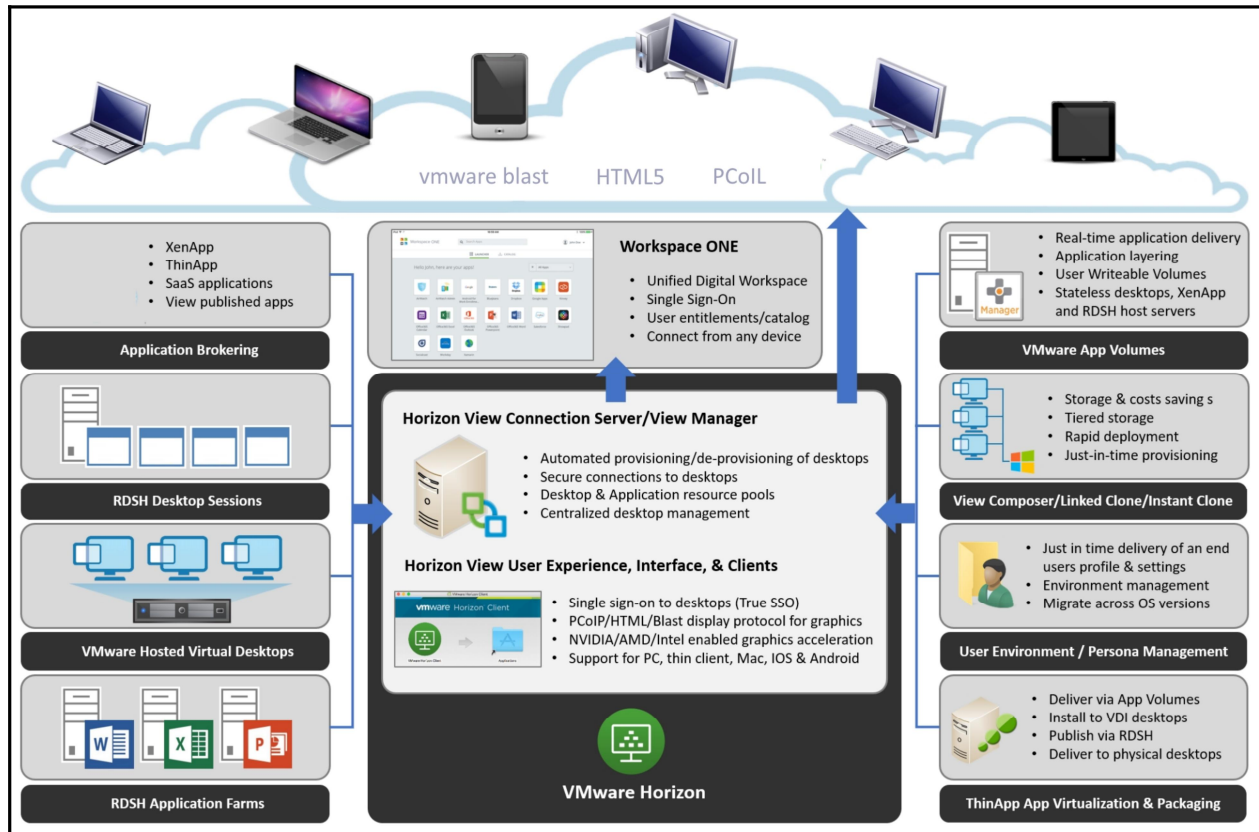 vmware blast HTML5 PCoIL
XenApp
ThinApp
SaaS applications
View published apps
Application Brokering
RDSH Desktop Sessions
VMware Hosted Virtual Desktops
W X P
RDSH Application Farms
Workspace ONE
Workspace ONE
Unified Digital Workspace
Single Sign-On
User entitlements/catalog
Connect from any device
Horizon View Connection Server/View Manager
Automated provisioning/de-provisioning of desktops
Secure connections to desktops
Desktop & Application resource pools
Centralized desktop management
Horizon View User Experience, Interface, & Clients
vmware Horizon Client
Applications
Single sign-on to desktops (True SSO)
PCoIP/HTML/Blast display protocol for graphics
NVIDIA/AMD/Intel enabled graphics acceleration
Support for PC, thin client, Mac, IOS & Android
VMware Horizon
Manager
Real-time application delivery
Application layering
User Writeable Volumes
Stateless desktops, XenApp
and RDSH host servers
VMware App Volumes
Storage & costs saving s
Tiered storage
Rapid deployment
Just-in-time provisioning
View Composer/Linked Clone/Instant Clone
Just in time delivery of an end
users profile & settings
Environment management
Migrate across OS versions
User Environment / Persona Management
Deliver via App Volumes
Install to VDI desktops
Publish via RDSH
Deliver to physical desktops
ThinApp App Virtualization & Packaging